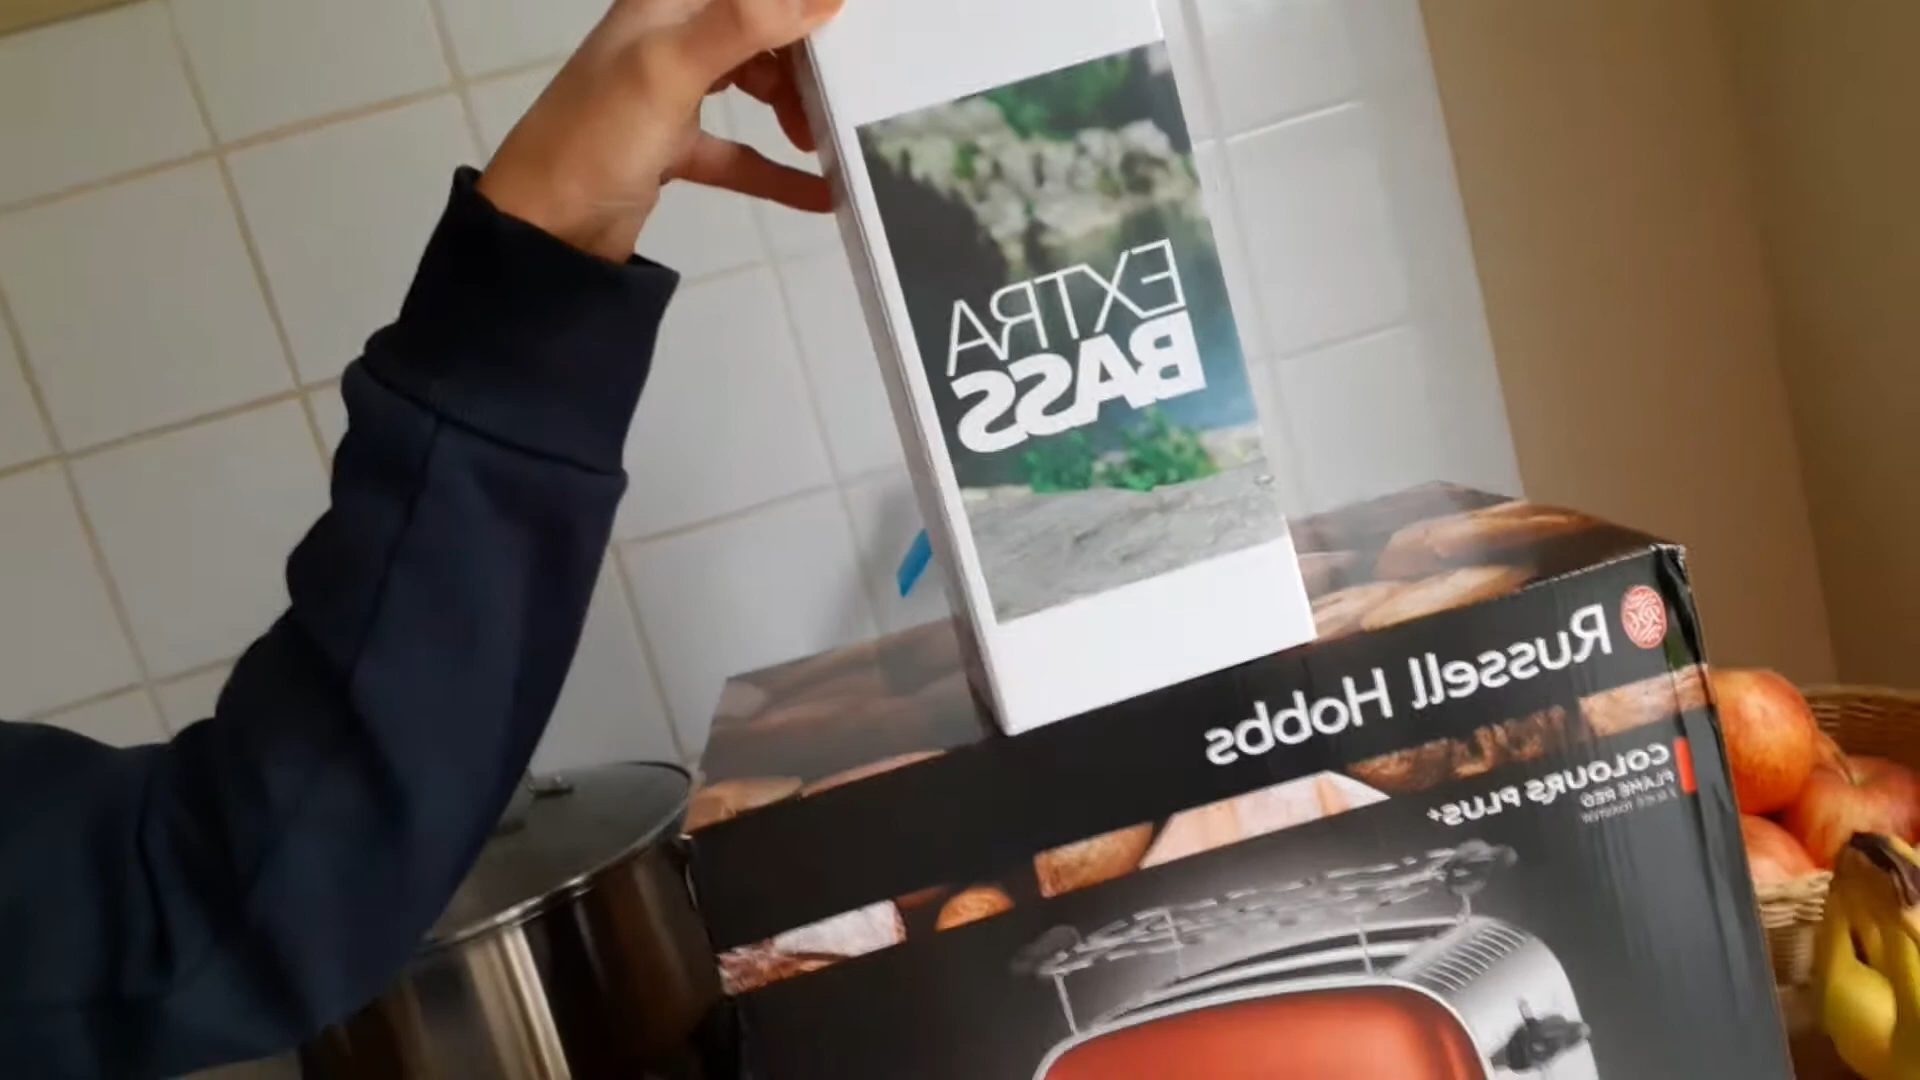 EXTRA
BASS
Russell Hobbs
COLOURS PLUS+
FLAME RED